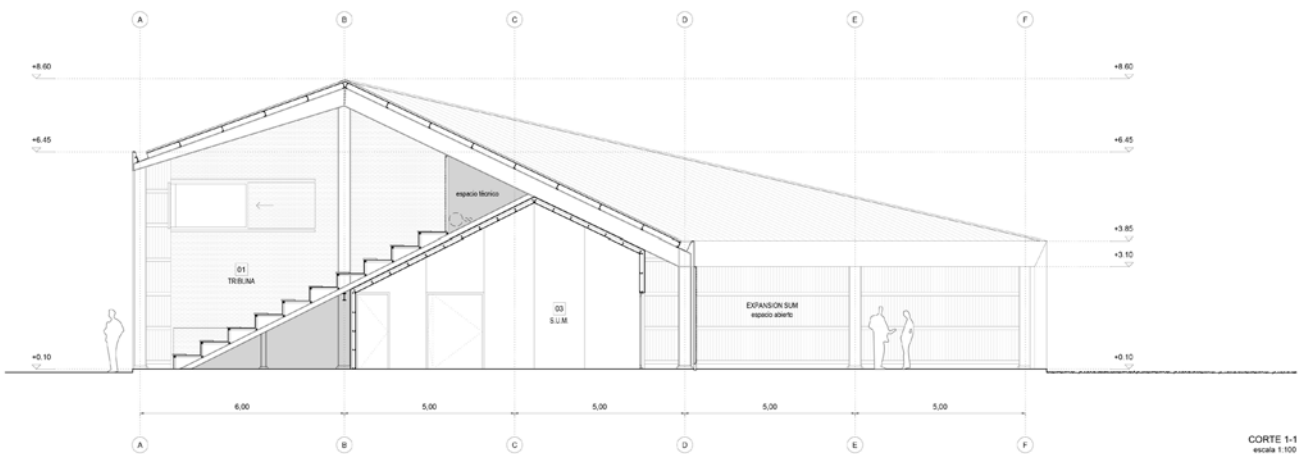 A B C D E F
+8.60 +8.60
+6.45 +6.45
espacio técnico
+3.85
+3.10
01
TRIBUNA
03
S.U.M.
EXPANSION SUM
espacio abierto
+0.10 +0.10
6,00 5,00 5,00 5,00 5,00
A B C D E F
CORTE 1-1
escala 1:100